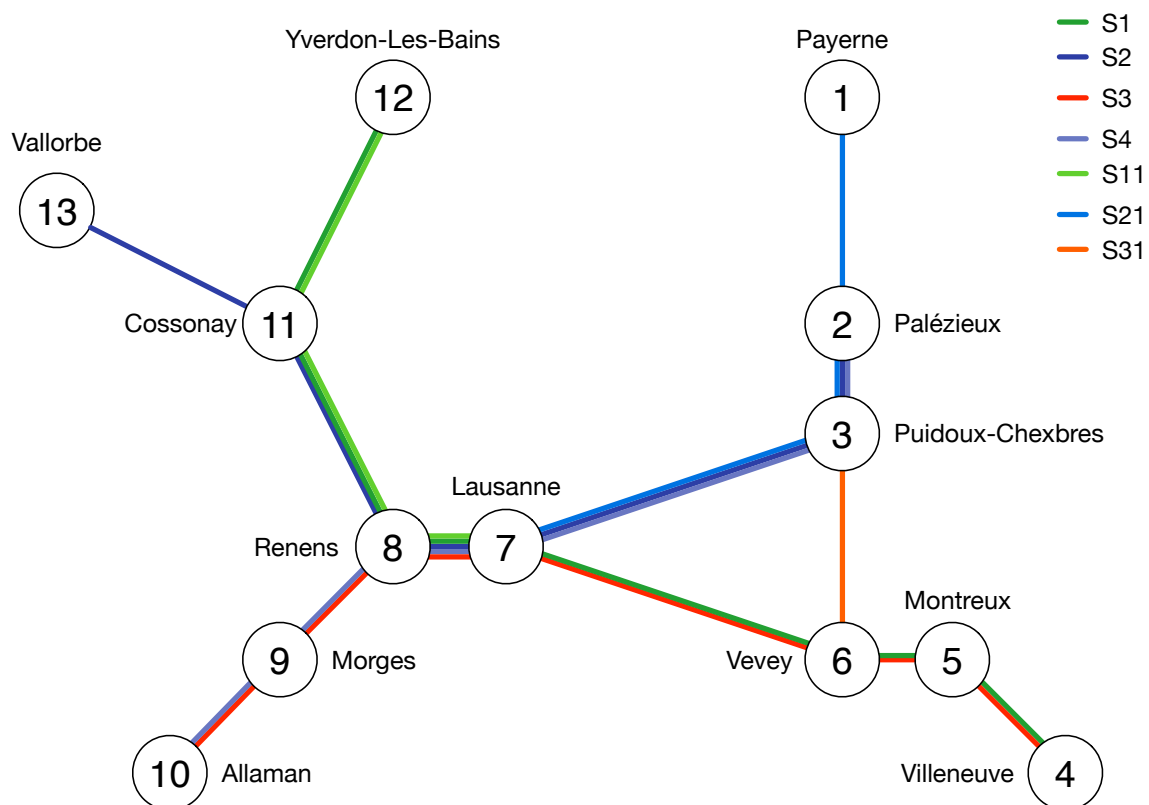 Yverdon-Les-Bains
Payerne
S1
S2
S3
S4
S11
S21
S31
12
1
Vallorbe
13
Cossonay
11
2
Palézieux
3
Puidoux-Chexbres
Lausanne
Renens
8
7
Montreux
9
Morges
Vevey
6
5
10
Allaman
Villeneuve
4